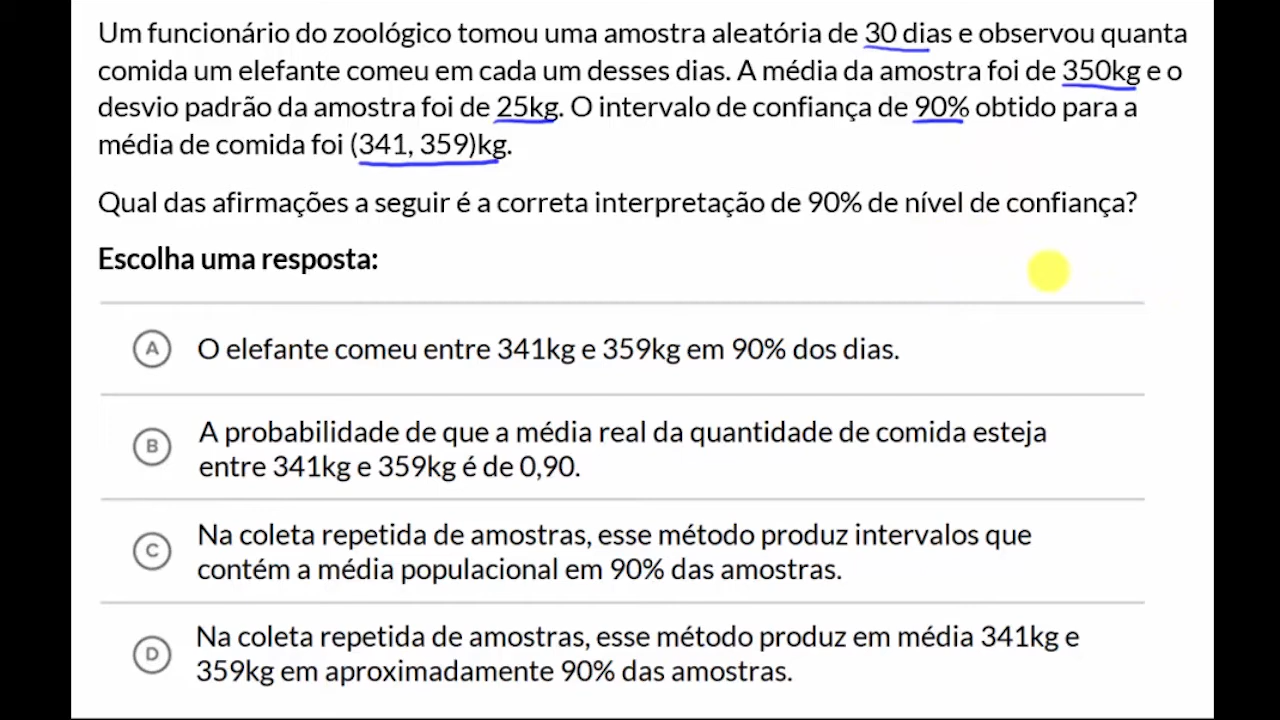 Um funcionário do zoológico tomou uma amostra aleatória de 30 dias e observou quanta
comida um elefante comeu em cada um desses dias. A média da amostra foi de 350kg e o
desvio padrão da amostra foi de 25kg. O intervalo de confiança de 90% obtido para a
média de comida foi (341, 359)kg.
Qual das afirmações a seguir é a correta interpretação de 90% de nível de confiança?
Escolha uma resposta:
A O elefante comeu entre 341kg e 359kg em 90% dos dias.
B A probabilidade de que a média real da quantidade de comida esteja
entre 341kg e 359kg é de 0,90.
C Na coleta repetida de amostras, esse método produz intervalos que
contém a média populacional em 90% das amostras.
D Na coleta repetida de amostras, esse método produz em média 341kg e
359kg em aproximadamente 90% das amostras.